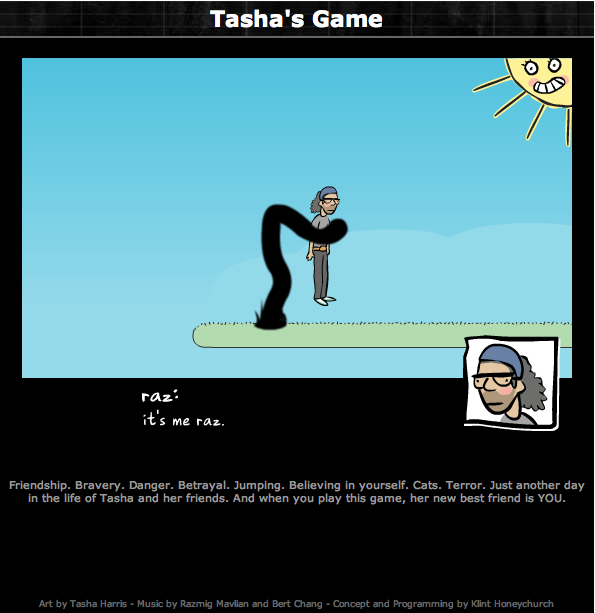 Tasha's Game
raz:
it's me raz.
Friendship. Bravery. Danger. Betrayal. Jumping. Believing in yourself. Cats. Terror. Just another day
in the life of Tasha and her friends. And when you play this game, her new best friend is YOU.
Art by Tasha Harris - Music by Razmig Mavlian and Bert Chang - Concept and Programming by Klint Honeychurch